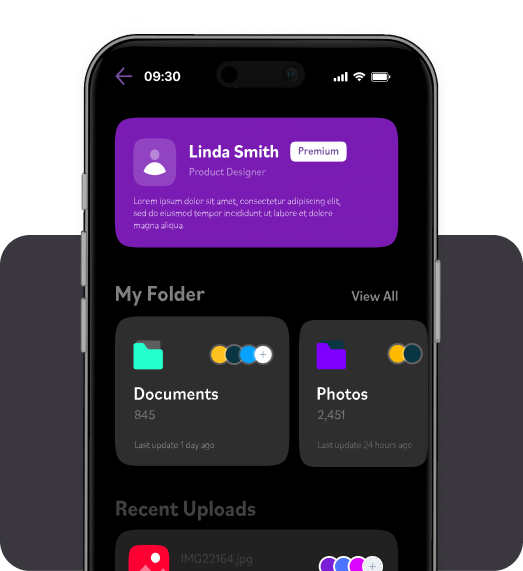 09:30
Linda Smith Premium
Product Designer
Lorem ipsum dolor sit amet, consectetur adipiscing elit,
sed do eiusmod tempor incididunt ut labore et dolore
magna aliqua.
My Folder View All
Documents
845
Last update 1 day ago
Photos
2,451
Last update 24 hours ago
Recent Uploads
IMG22164.jpg